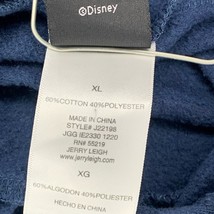 ©Disney
XL
60%COTTON 40%POLYESTER
MADE IN CHINA
STYLE# J22198
JGG IE2330 1220
RN# 55219
JERRY LEIGH
www.jerryleigh.com
XG
60%ALGODON 40%POLIESTER
HECHO EN CHINA